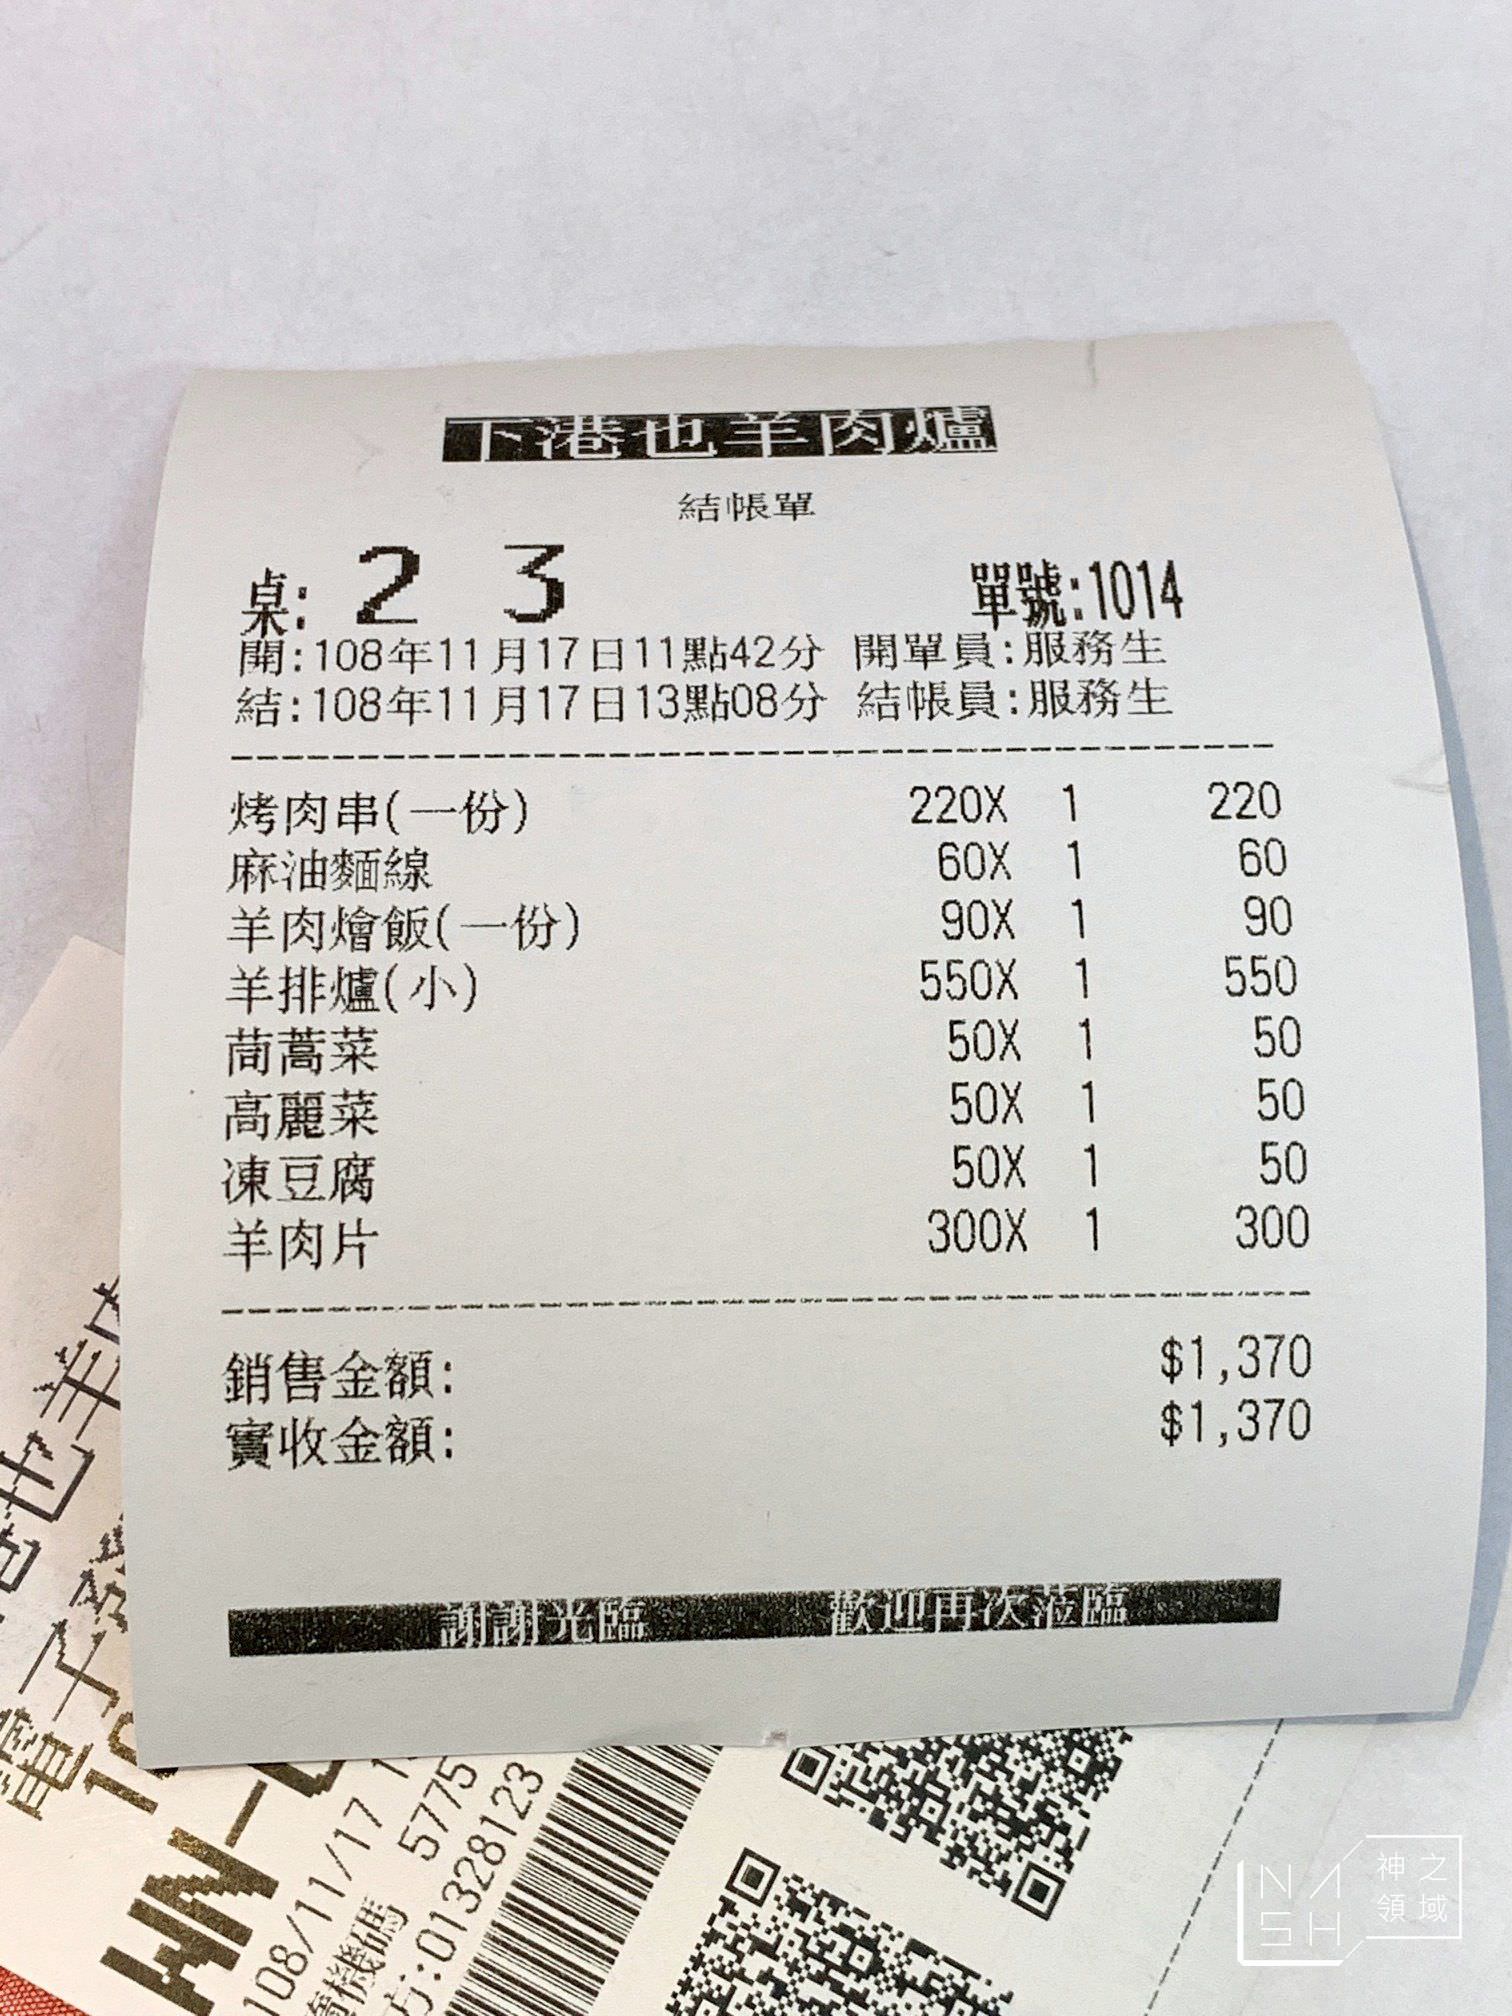 下港也羊肉爐
結帳單
桌: 2 3 單號:1014
開:108年11月17日11點42分 開單員:服務生
結:108年11月17日13點08分 結帳員:服務生
烤肉串(一份) 220X 1 220
麻油麵線 60X 1 60
羊肉燴飯(一份) 90X 1 90
羊排爐(小) 550X 1 550
茼蒿菜 50X 1 50
高麗菜 50X 1 50
凍豆腐 50X 1 50
羊肉片 300X 1 300
銷售金額: $1,370
實收金額: $1,370
謝謝光臨 歡迎再次蒞臨
也羊
電子
WN-
108/11/17
5775
方:01328123
NASH
神之
領域